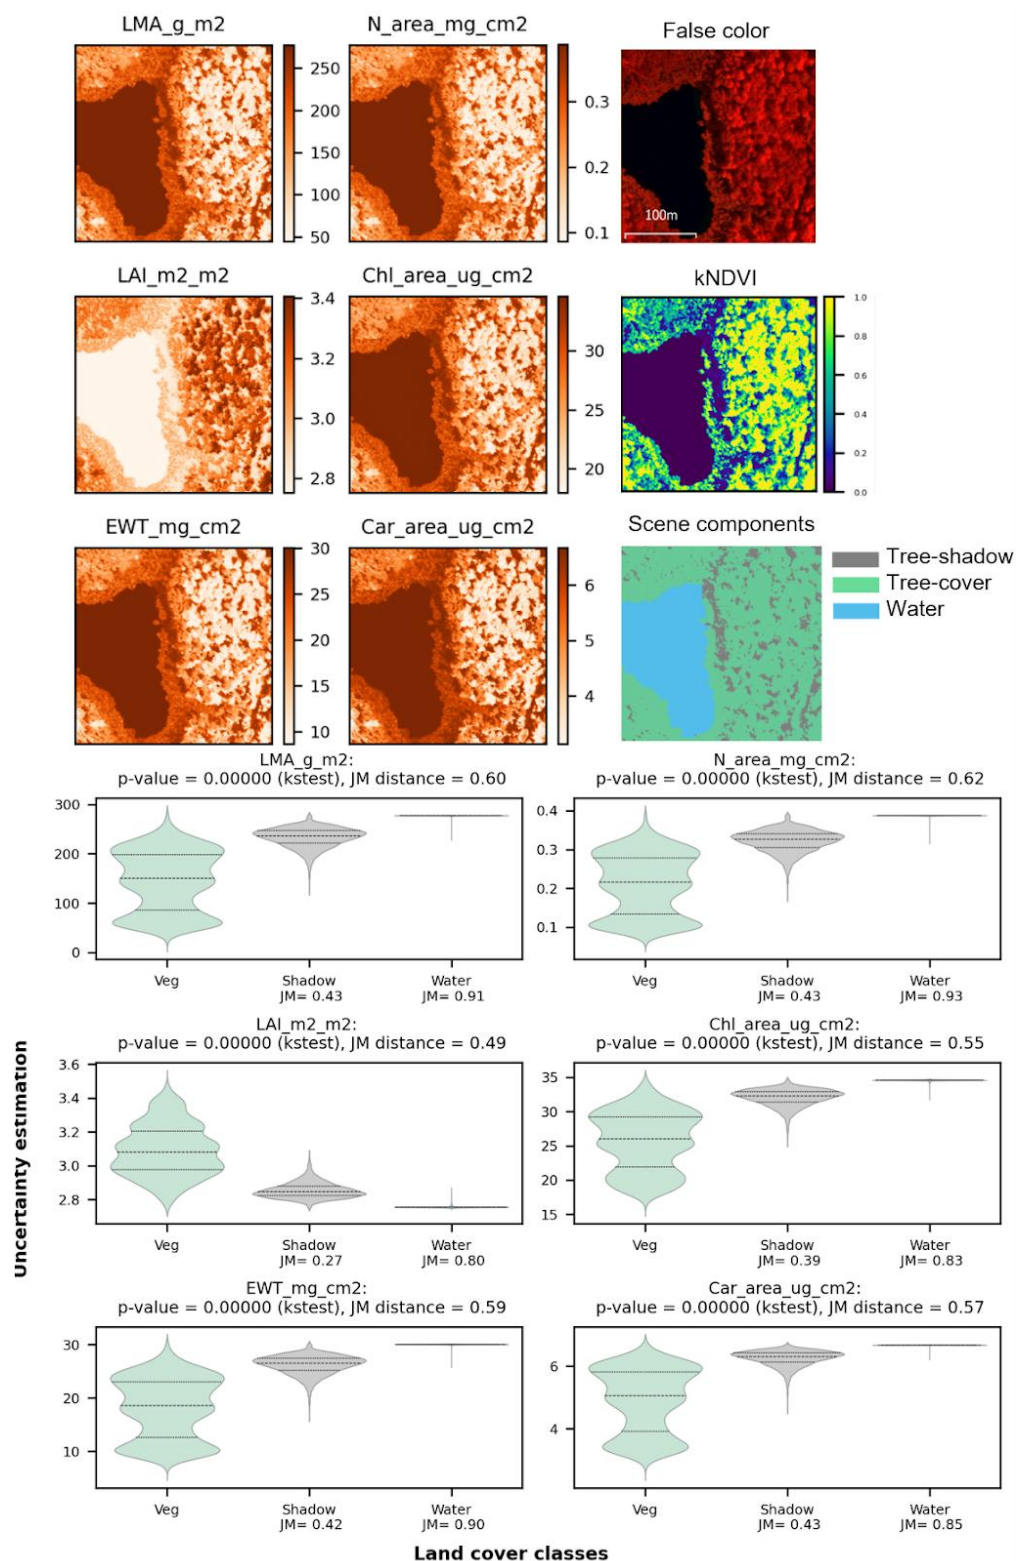 LMA_g_m2
N_area_mg_cm2
False color
250
200
150
100
50
0.3
0.2
0.1
100m
LAI_m2_m2
Chl_area_ug_cm2
kNDVI
3.4
3.2
3.0
2.8
30
25
20
1.0
0.8
0.6
0.4
0.2
0.0
EWT_mg_cm2
Car_area_ug_cm2
Scene components
30
25
20
15
10
6
5
4
Tree-shadow
Tree-cover
Water
LMA_g_m2:
p-value = 0.00000 (kstest), JM distance = 0.60
300
200
100
0
Veg
Shadow
JM= 0.43
Water
JM= 0.91
N_area_mg_cm2:
p-value = 0.00000 (kstest), JM distance = 0.62
0.4
0.3
0.2
0.1
Veg
Shadow
JM= 0.43
Water
JM= 0.93
Uncertainty estimation
LAI_m2_m2:
p-value = 0.00000 (kstest), JM distance = 0.49
3.6
3.4
3.2
3.0
2.8
Veg
Shadow
JM= 0.27
Water
JM= 0.80
Chl_area_ug_cm2:
p-value = 0.00000 (kstest), JM distance = 0.55
35
30
25
20
15
Veg
Shadow
JM= 0.39
Water
JM= 0.83
EWT_mg_cm2:
p-value = 0.00000 (kstest), JM distance = 0.59
30
20
10
Veg
Shadow
JM= 0.42
Water
JM= 0.90
Car_area_ug_cm2:
p-value = 0.00000 (kstest), JM distance = 0.57
6
4
Veg
Shadow
JM= 0.43
Water
JM= 0.85
Land cover classes